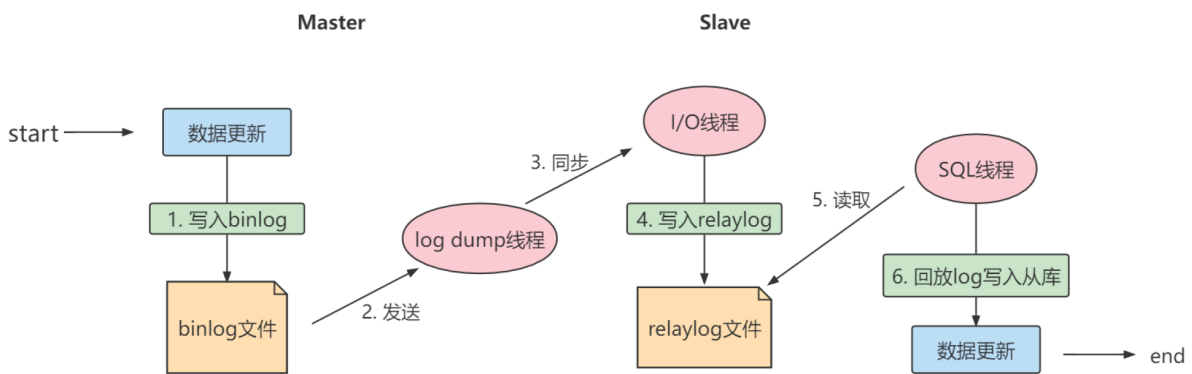 Master
Slave
start
数据更新
1. 写入binlog
binlog文件
2. 发送
log dump线程
3. 同步
I/O线程
4. 写入relaylog
relaylog文件
5. 读取
SQL线程
6. 回放log写入从库
数据更新
end